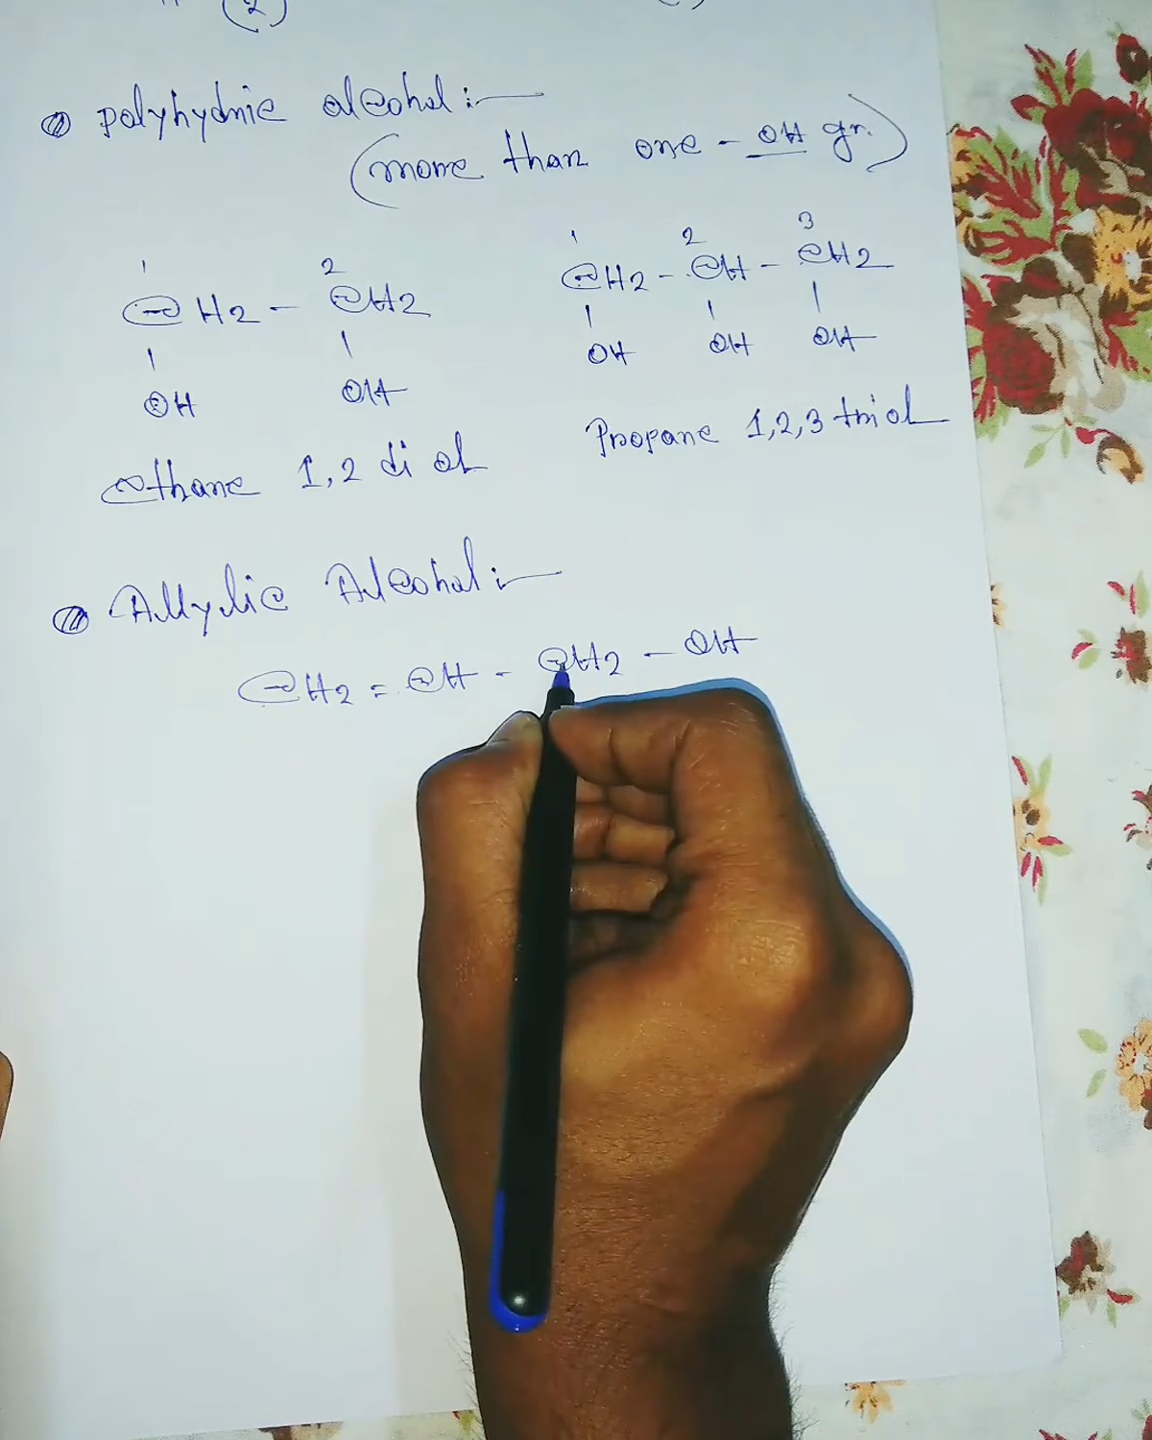 (2)
polyhydric alcohol :-
(more than one - OH gr.)
1 2
CH2 - CH2
OH OH
ethane 1,2 di ol
1 2 3
CH2 - CH - CH2
OH OH OH
Propane 1,2,3 triol
Allylic Alcohol :-
CH2 = CH - CH2 - OH